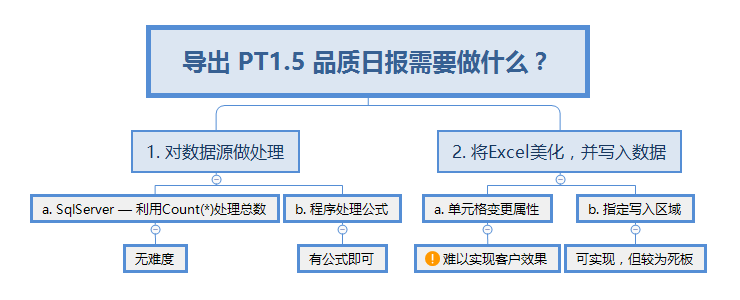 导出 PT1.5 品质日报需要做什么？
1. 对数据源做处理
2. 将Excel美化，并写入数据
a. SqlServer — 利用Count(*)处理总数
b. 程序处理公式
a. 单元格变更属性
b. 指定写入区域
无难度
有公式即可
难以实现客户效果
可实现，但较为死板